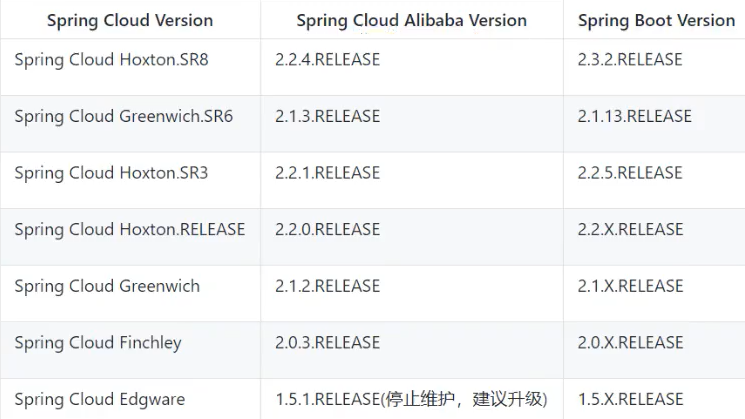 Spring Cloud Version Spring Cloud Alibaba Version Spring Boot Version
Spring Cloud Hoxton.SR8 2.2.4.RELEASE 2.3.2.RELEASE
Spring Cloud Greenwich.SR6 2.1.3.RELEASE 2.1.13.RELEASE
Spring Cloud Hoxton.SR3 2.2.1.RELEASE 2.2.5.RELEASE
Spring Cloud Hoxton.RELEASE 2.2.0.RELEASE 2.2.X.RELEASE
Spring Cloud Greenwich 2.1.2.RELEASE 2.1.X.RELEASE
Spring Cloud Finchley 2.0.3.RELEASE 2.0.X.RELEASE
Spring Cloud Edgware 1.5.1.RELEASE(停止维护，建议升级) 1.5.X.RELEASE